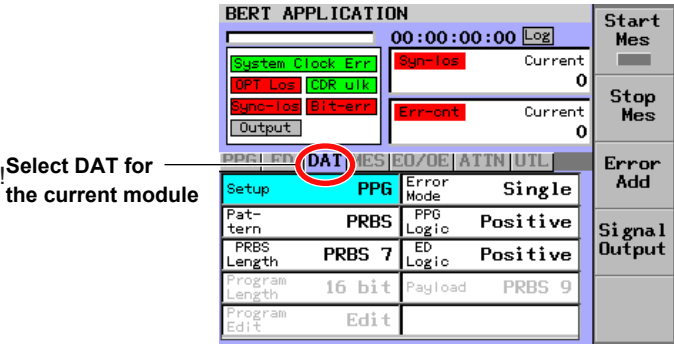 BERT APPLICATION
00:00:00:00:00 Log
System Clock Err
OPT Los CDR ulk
Sync-los Bit-err
Output
Syn-los Current
0
Err-cnt Current
0
Start
Mes
Stop
Mes
Error
Add
Signal
Output
! Select DAT for
the current module
PPG ED DAT MES EO/OE ATTN UTL
Setup PPG
Error
Mode Single
Pat-
tern PRBS
PPG
Logic Positive
PRBS
Length PRBS 7
ED
Logic Positive
Program
Length 16 bit
Payload PRBS 9
Program
Edit Edit